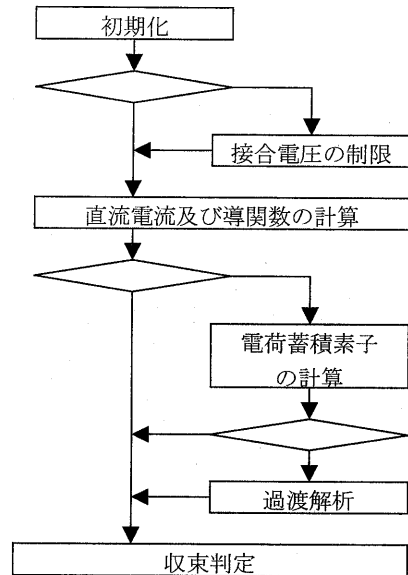 初期化
接合電圧の制限
直流電流及び導関数の計算
電荷蓄積素子
の計算
過渡解析
収束判定